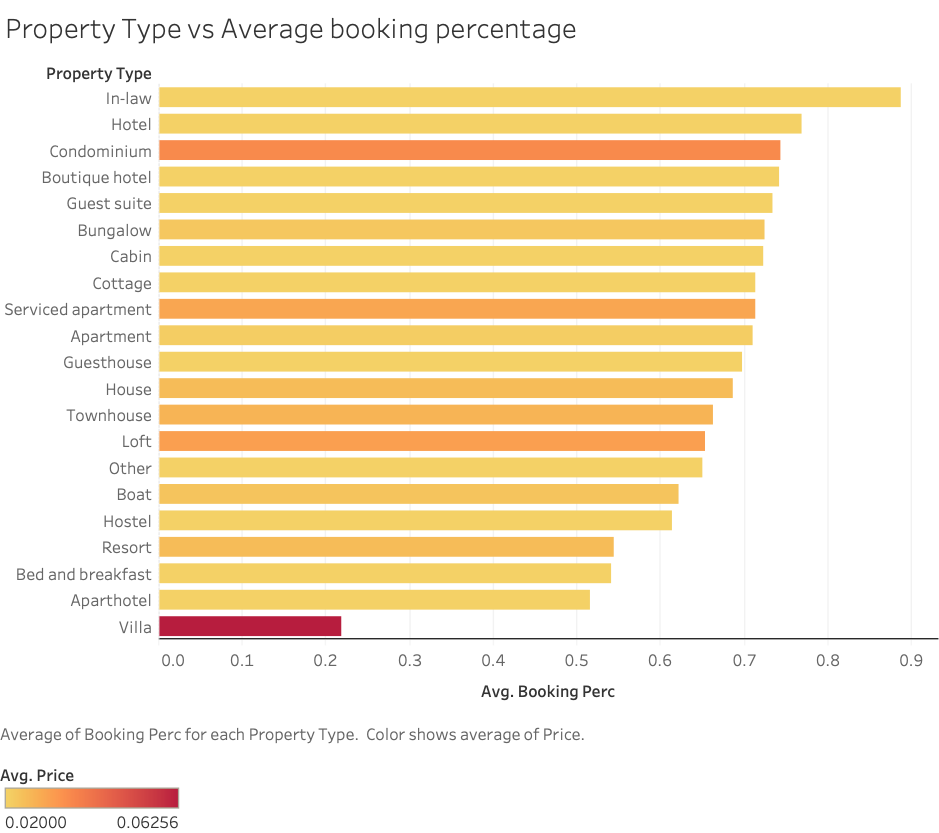 Property Type vs Average booking percentage
Property Type
In-law
Hotel
Condominium
Boutique hotel
Guest suite
Bungalow
Cabin
Cottage
Serviced apartment
Apartment
Guesthouse
House
Townhouse
Loft
Other
Boat
Hostel
Resort
Bed and breakfast
Aparthotel
Villa
0.0 0.1 0.2 0.3 0.4 0.5 0.6 0.7 0.8 0.9
Avg. Booking Perc
Average of Booking Perc for each Property Type. Color shows average of Price.
Avg. Price
0.02000 0.06256